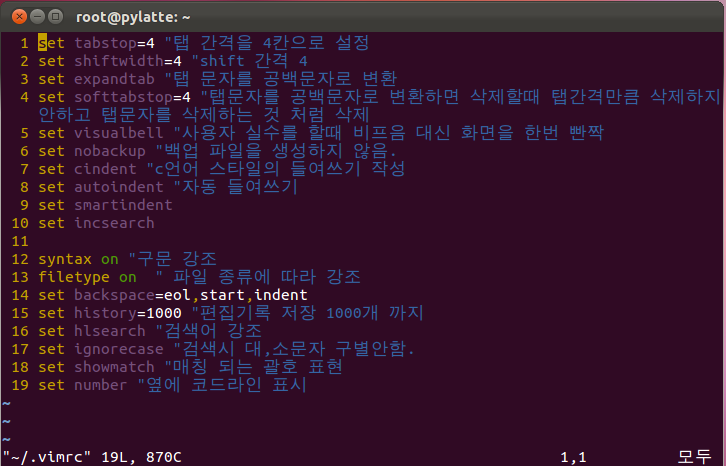 root@pylatte: ~
1 set tabstop=4 "탭 간격을 4칸으로 설정
2 set shiftwidth=4 "shift 간격 4
3 set expandtab "탭 문자를 공백문자로 변환
4 set softtabstop=4 "탭문자를 공백문자로 변환하면 삭제할때 탭간격만큼 삭제하지
안하고 탭문자를 삭제하는 것 처럼 삭제
5 set visualbell "사용자 실수를 할때 비프음 대신 화면을 한번 빤짝
6 set nobackup "백업 파일을 생성하지 않음.
7 set cindent "c언어 스타일의 들여쓰기 작성
8 set autoindent "자동 들여쓰기
9 set smartindent
10 set incsearch
11
12 syntax on "구문 강조
13 filetype on  " 파일 종류에 따라 강조
14 set backspace=eol,start,indent
15 set history=1000 "편집기록 저장 1000개 까지
16 set hlsearch "검색어 강조
17 set ignorecase "검색시 대,소문자 구별안함.
18 set showmatch "매칭 되는 괄호 표현
19 set number "옆에 코드라인 표시
~
~
~
"~/.vimrc" 19L, 870C 1,1 모두